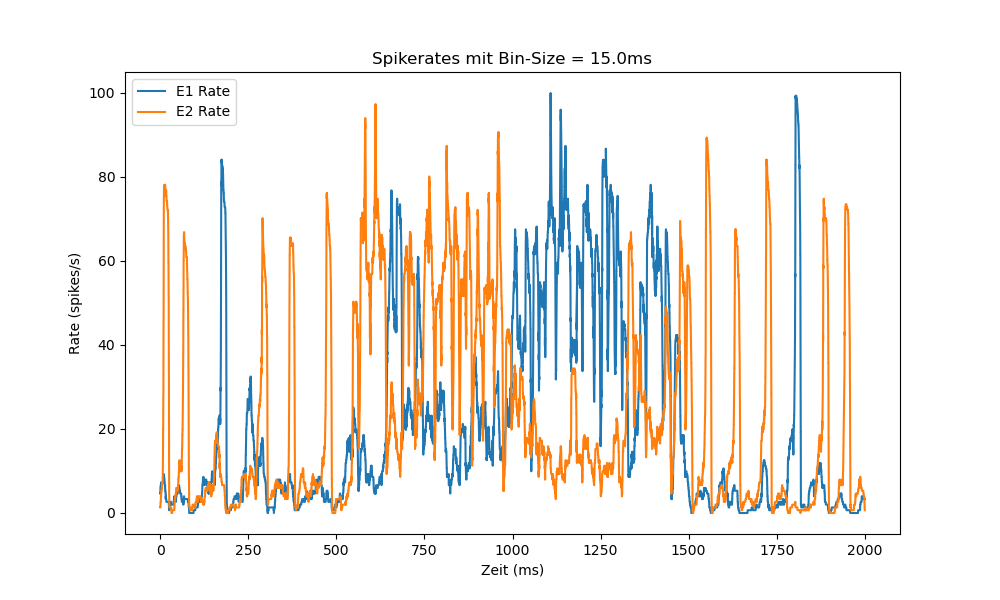 Spikerates mit Bin-Size = 15.0ms
E1 Rate
E2 Rate
Rate (spikes/s)
100
80
60
40
20
0
0 250 500 750 1000 1250 1500 1750 2000
Zeit (ms)